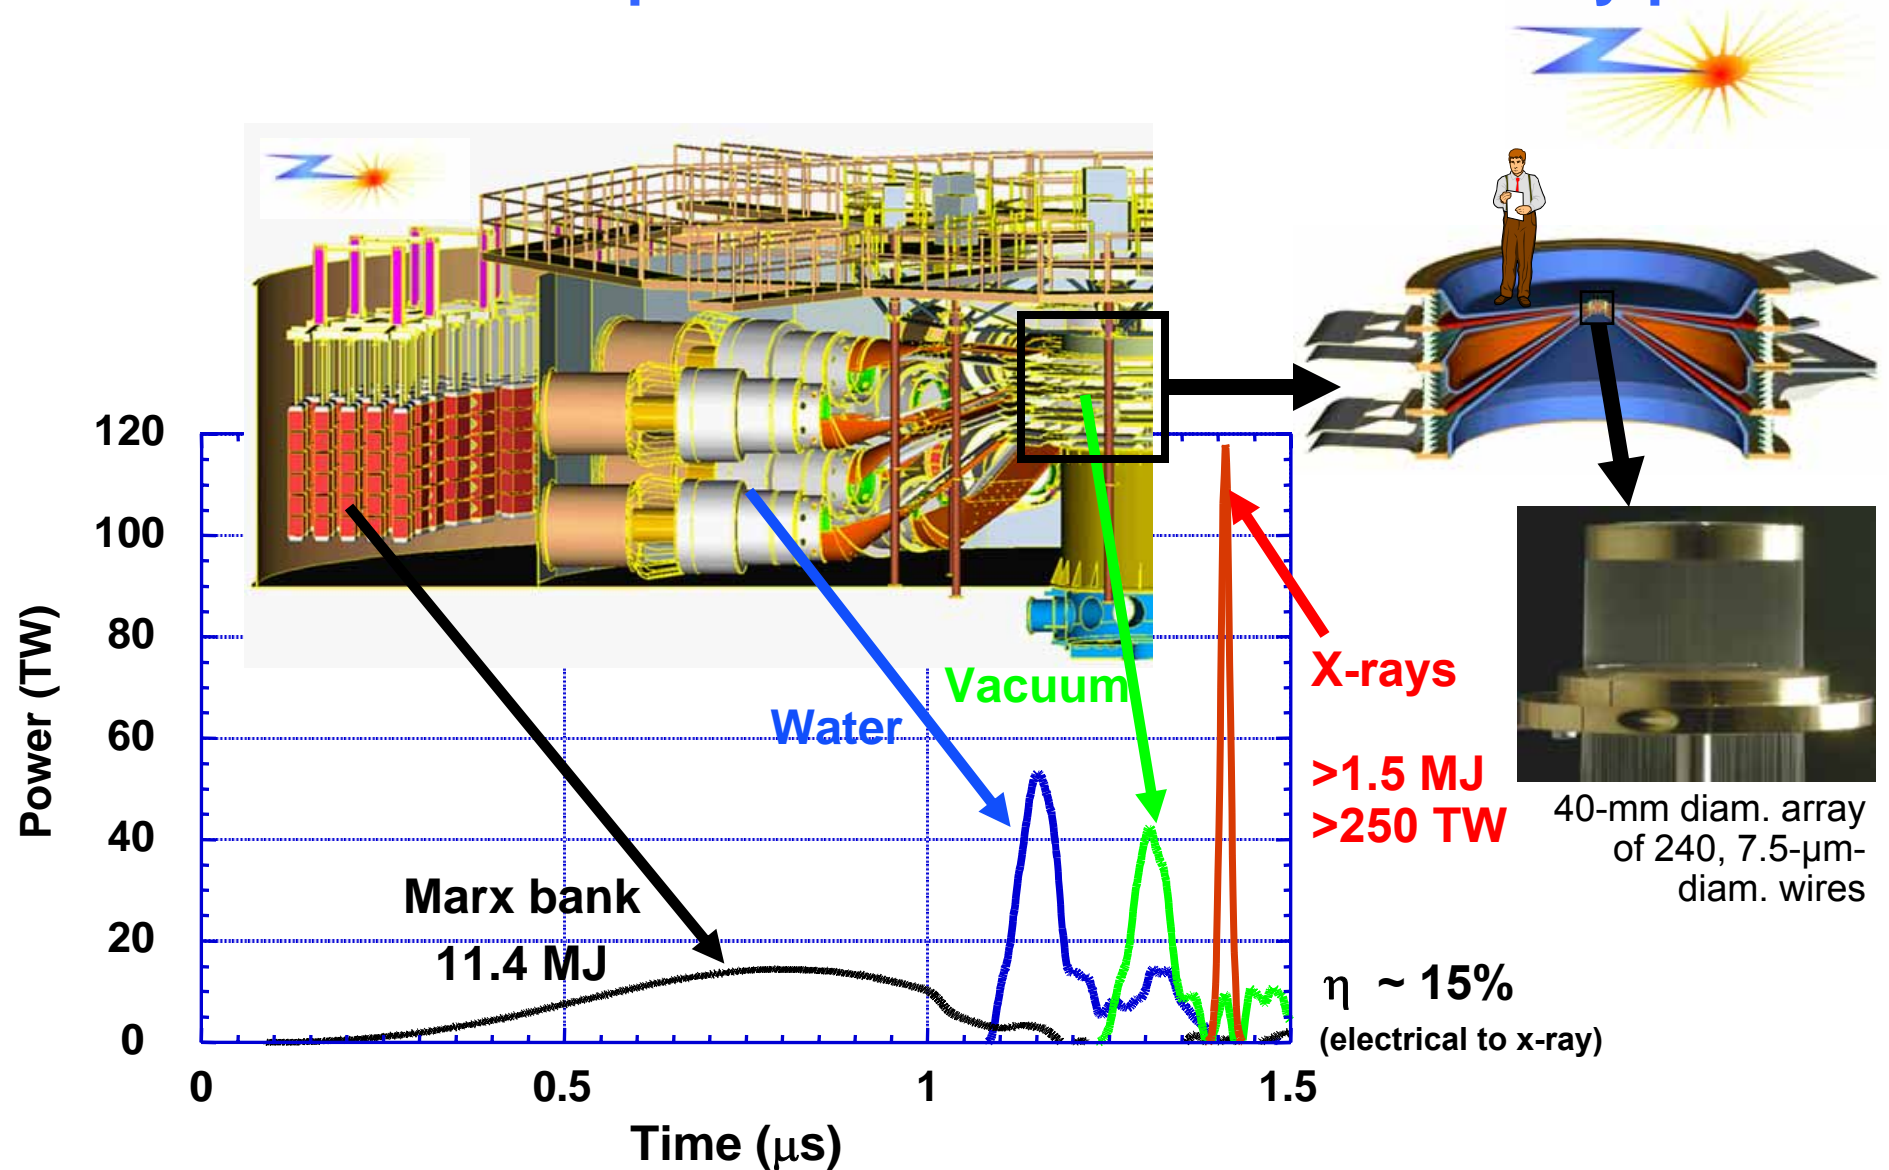 120
100
80
60
40
20
0
Power (TW)
0
0.5
1
1.5
Time (μs)
Marx bank
11.4 MJ
Water
Vacuum
X-rays
>1.5 MJ
>250 TW
40-mm diam. array
of 240, 7.5-μm-
diam. wires
η ~ 15%
(electrical to x-ray)